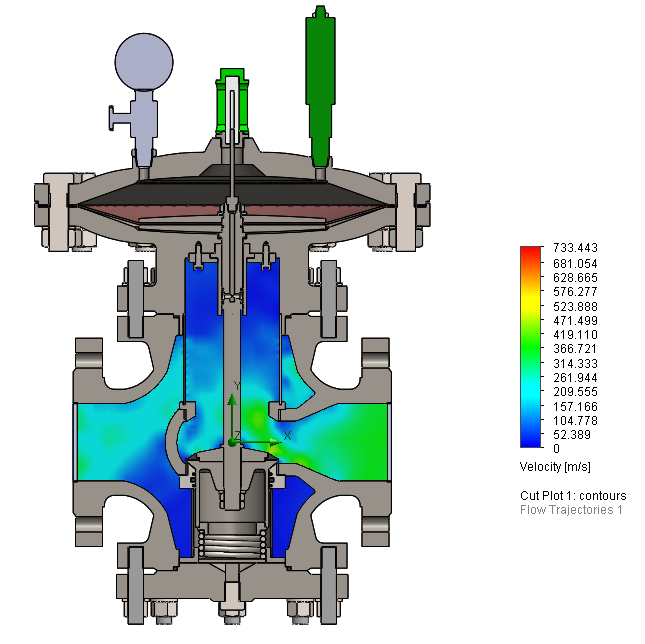 733.443
681.054
628.665
576.277
523.888
471.499
419.110
366.721
314.333
261.944
209.555
157.166
104.778
52.389
0
Velocity [m/s]
Cut Plot 1: contours
Flow Trajectories 1
Y
Z
X